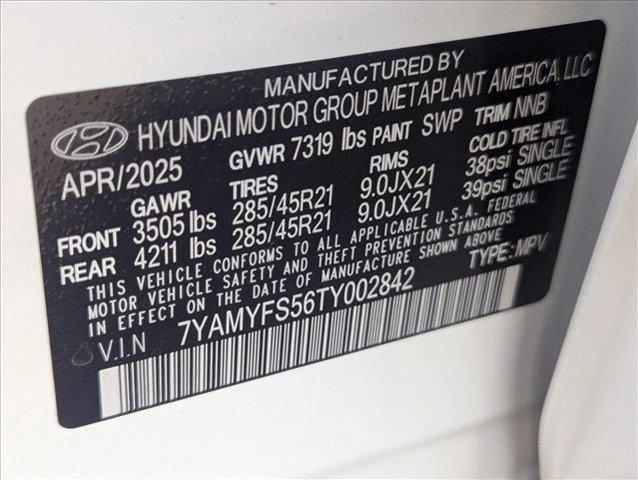 MANUFACTURED BY
HYUNDAI MOTOR GROUP METAPLANT AMERICA, LLC
APR/2025 GVWR 7319 lbs PAINT SWP TRIM NNB
GAWR TIRES RIMS COLD TIRE INFL
FRONT 3505 lbs 285/45R21 9.0JX21 38psi SINGLE
REAR 4211 lbs 285/45R21 9.0JX21 39psi SINGLE
THIS VEHICLE CONFORMS TO ALL APPLICABLE U.S.A. FEDERAL
MOTOR VEHICLE SAFETY AND THEFT PREVENTION STANDARDS
IN EFFECT ON THE DATE OF MANUFACTURE SHOWN ABOVE
V.I.N 7YAMYFS56TY002842 TYPE:MPV